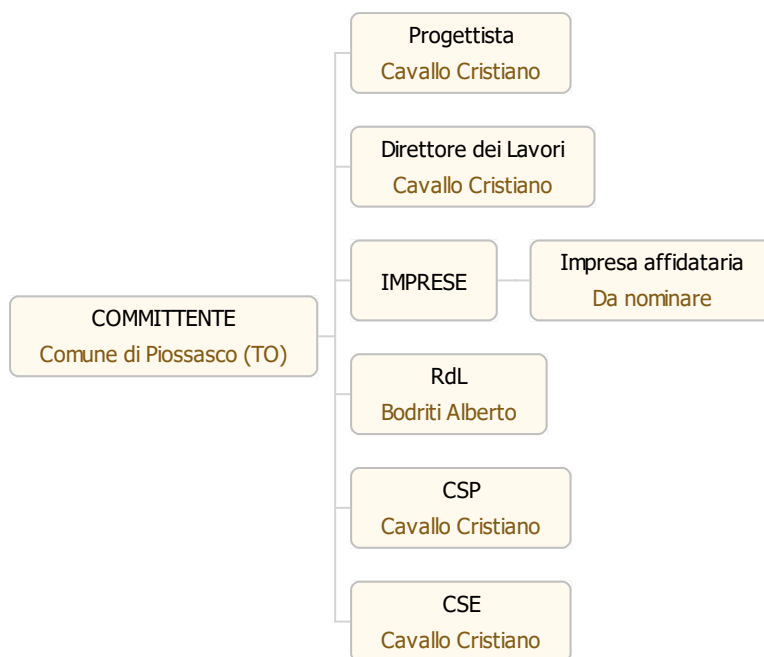 Progettista
Cavallo Cristiano
Direttore dei Lavori
Cavallo Cristiano
IMPRESE
Impresa affidataria
Da nominare
COMMITTENTE
Comune di Piossasco (TO)
RdL
Bodriti Alberto
CSP
Cavallo Cristiano
CSE
Cavallo Cristiano